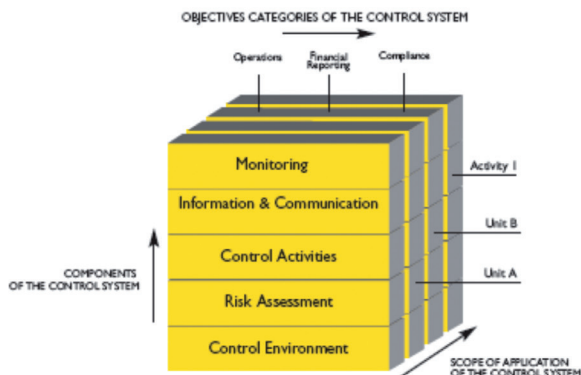 OBJECTIVES CATEGORIES OF THE CONTROL SYSTEM
Operations
Financial
Reporting
Compliance
Monitoring
Activity 1
Information & Communication
Unit B
Control Activities
COMPONENTS
OF THE CONTROL SYSTEM
Unit A
Risk Assessment
Control Environment
SCOPE OF APPLICATION
OF THE CONTROL SYSTEM